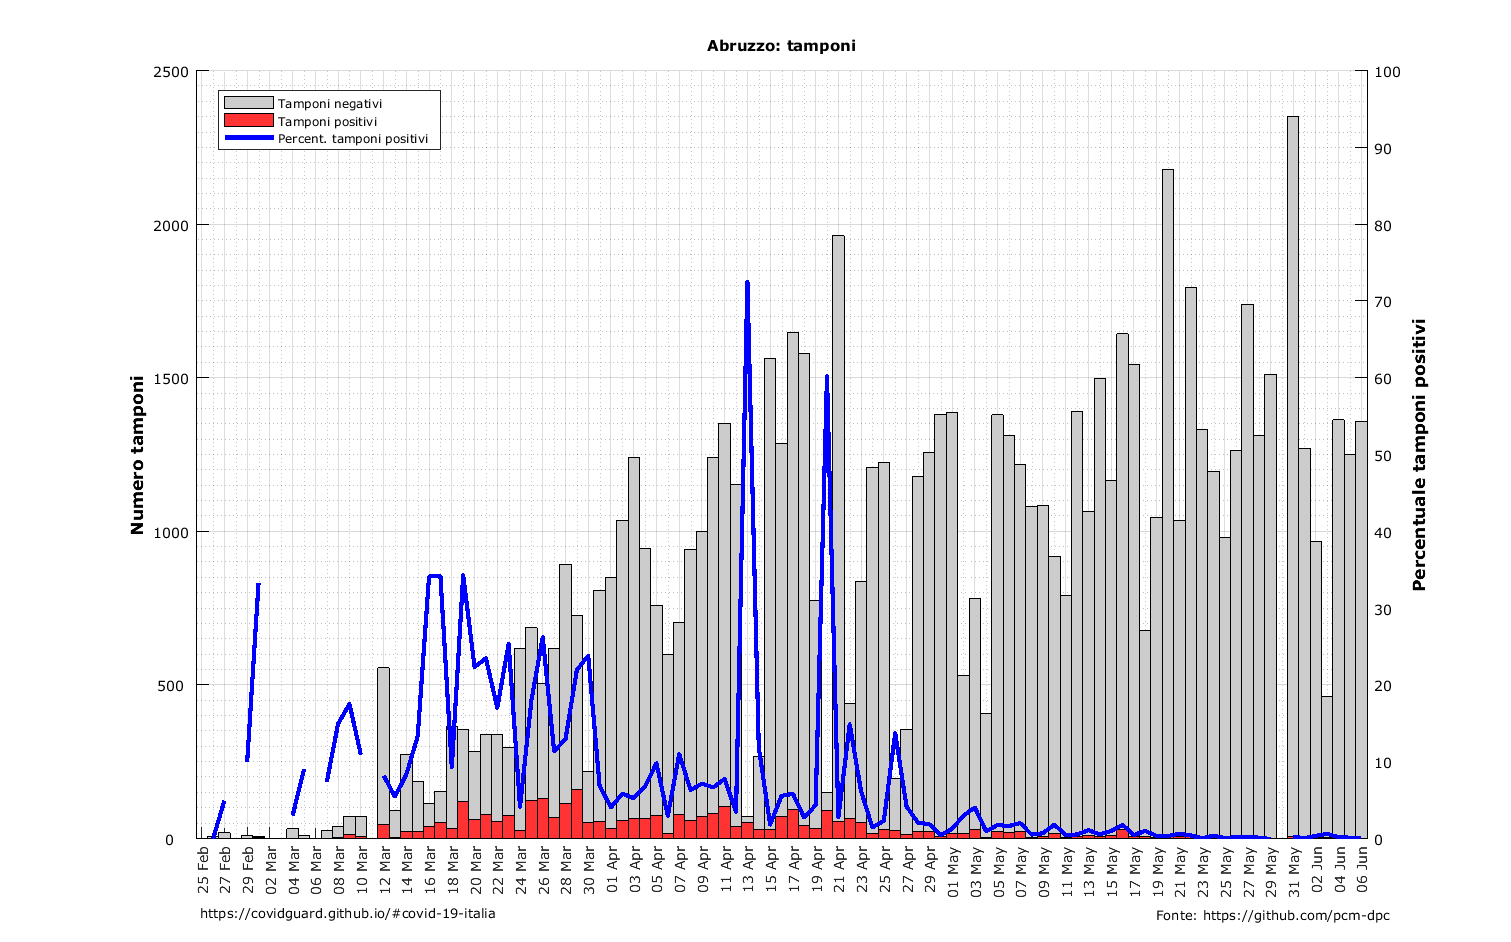 Abruzzo: tamponi
2500
2000
1500
1000
500
0
100
90
80
70
60
50
40
30
20
10
0
Numero tamponi
Percentuale tamponi positivi
Tamponi negativi
Tamponi positivi
Percent. tamponi positivi
25 Feb
27 Feb
29 Feb
02 Mar
04 Mar
06 Mar
08 Mar
10 Mar
12 Mar
14 Mar
16 Mar
18 Mar
20 Mar
22 Mar
24 Mar
26 Mar
28 Mar
30 Mar
01 Apr
03 Apr
05 Apr
07 Apr
09 Apr
11 Apr
13 Apr
15 Apr
17 Apr
19 Apr
21 Apr
23 Apr
25 Apr
27 Apr
29 Apr
01 May
03 May
05 May
07 May
09 May
11 May
13 May
15 May
17 May
19 May
21 May
23 May
25 May
27 May
29 May
31 May
02 Jun
04 Jun
06 Jun
https://covidguard.github.io/#covid-19-italia
Fonte: https://github.com/pcm-dpc